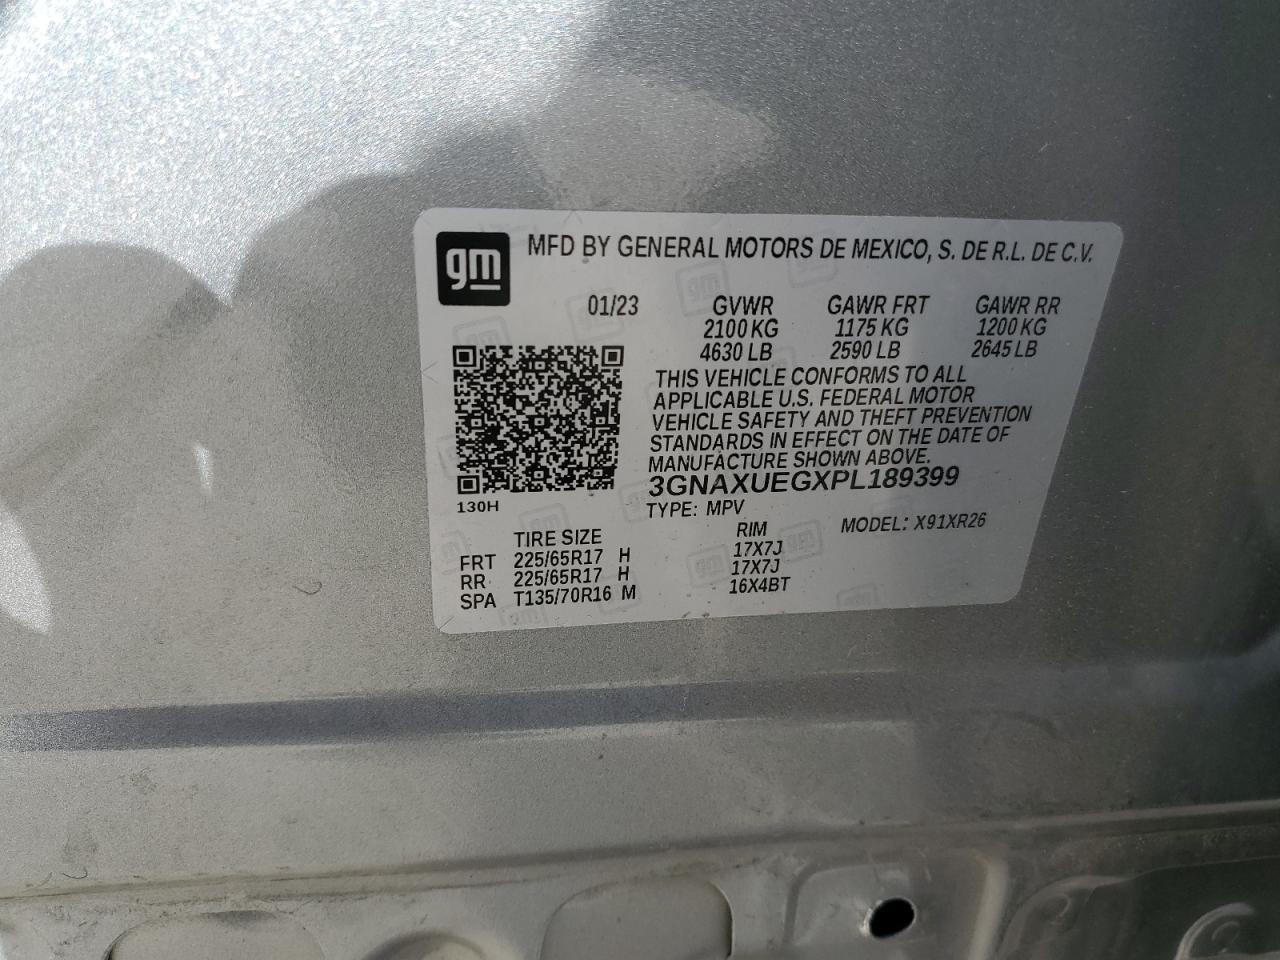 gm
MFD BY GENERAL MOTORS DE MEXICO, S. DE R.L. DE C.V.
01/23 GVWR GAWR FRT GAWR RR
2100 KG 1175 KG 1200 KG
4630 LB 2590 LB 2645 LB
THIS VEHICLE CONFORMS TO ALL
APPLICABLE U.S. FEDERAL MOTOR
VEHICLE SAFETY AND THEFT PREVENTION
STANDARDS IN EFFECT ON THE DATE OF
MANUFACTURE SHOWN ABOVE.
3GNAXUEGXPL189399
130H
TYPE: MPV MODEL: X91XR26
TIRE SIZE RIM
FRT 225/65R17 H 17X7J
RR 225/65R17 H 17X7J
SPA T135/70R16 M 16X4BT